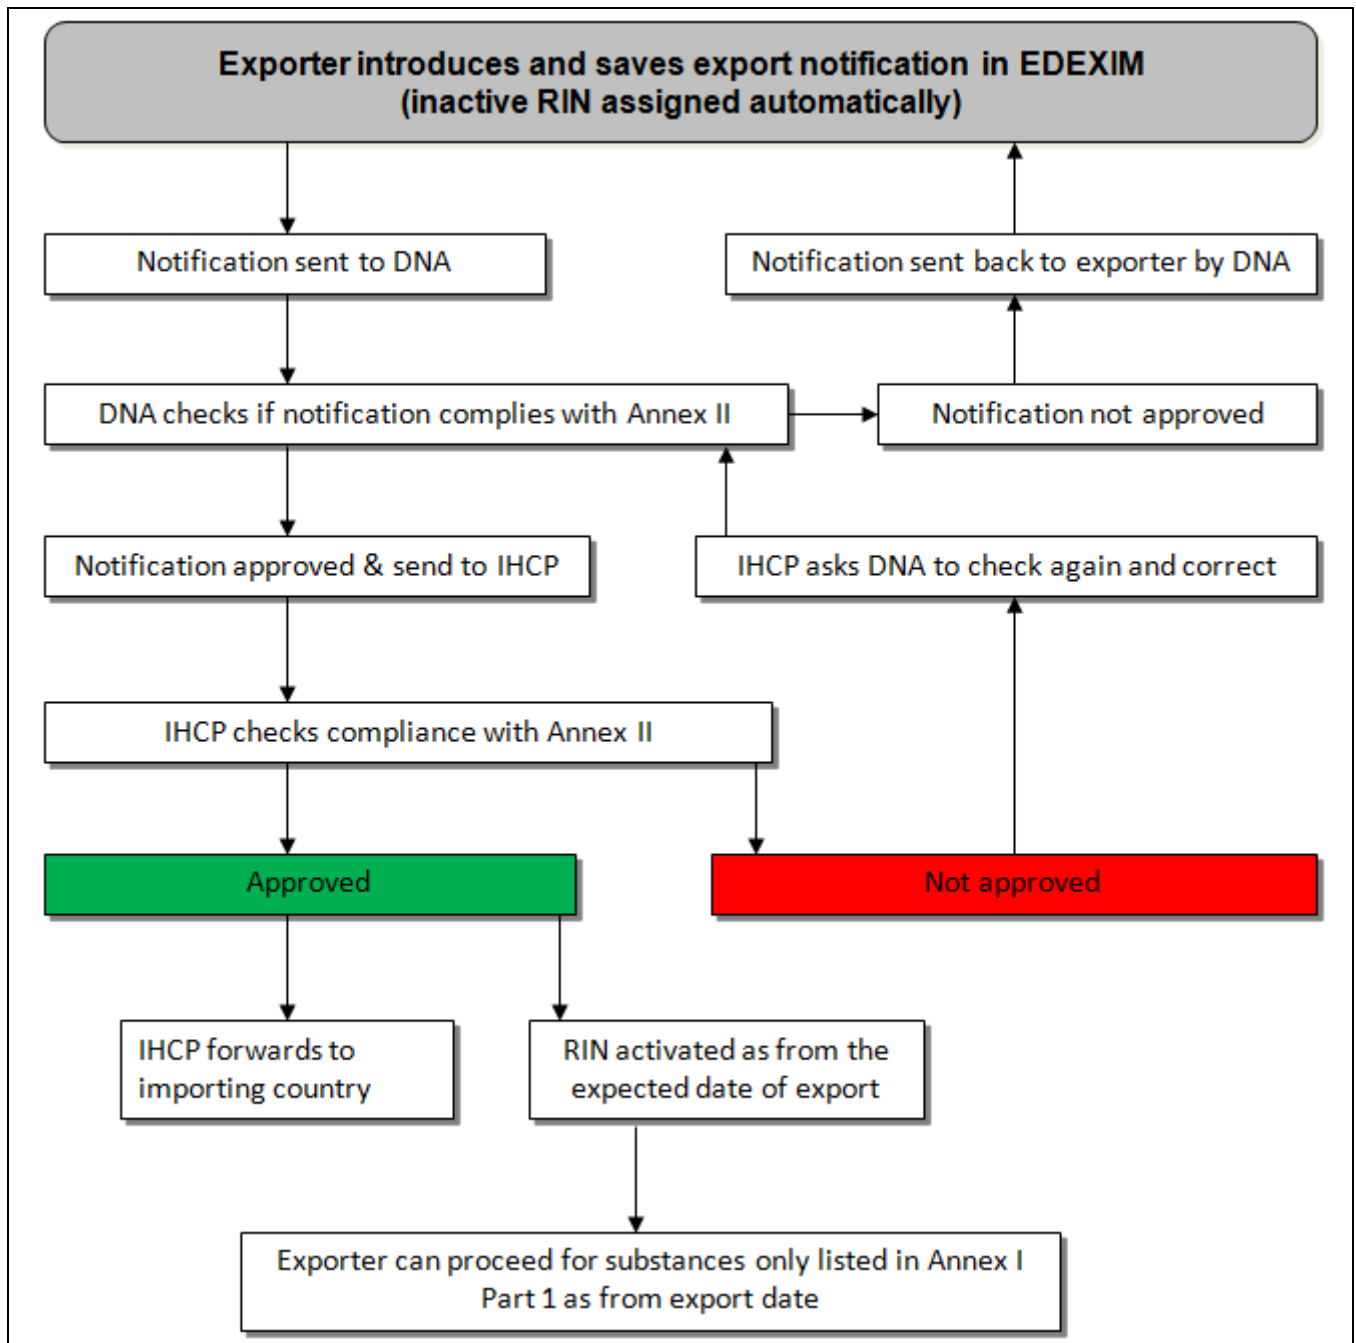 Exporter introduces and saves export notification in EDEXIM
(inactive RIN assigned automatically)
Notification sent to DNA
Notification sent back to exporter by DNA
DNA checks if notification complies with Annex II
Notification not approved
Notification approved & send to IHCP
IHCP asks DNA to check again and correct
IHCP checks compliance with Annex II
Approved
Not approved
IHCP forwards to
importing country
RIN activated as from the
expected date of export
Exporter can proceed for substances only listed in Annex I
Part 1 as from export date